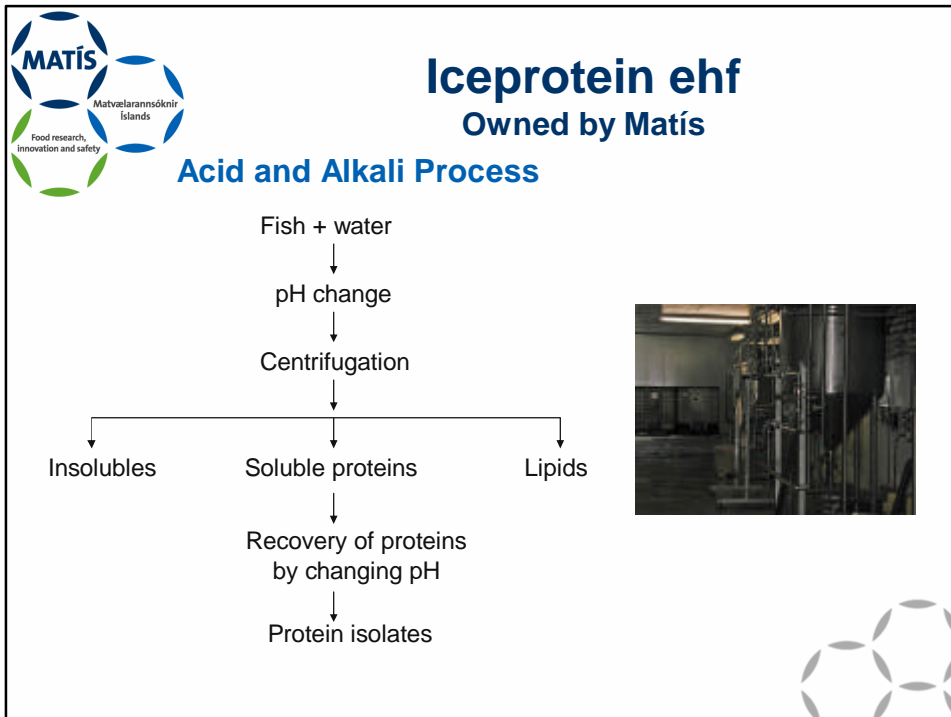 MATÍS
Matvælarannsóknir
Íslands
Food research,
innovation and safety
Iceprotein ehf
Owned by Matís
Acid and Alkali Process
Fish + water
pH change
Centrifugation
Insolubles
Soluble proteins
Lipids
Recovery of proteins
by changing pH
Protein isolates